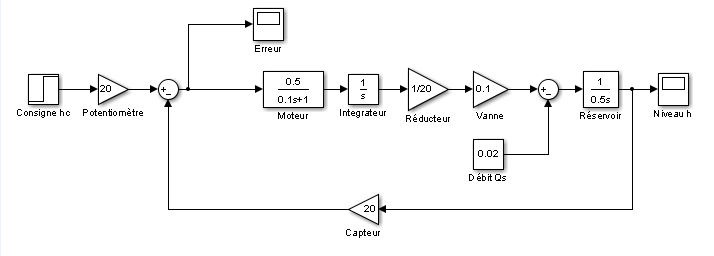 Erreur
Consigne hc
20
Potentiomètre
+
-
0.5
0.1s+1
Moteur
1
s
Integrateur
1/20
Réducteur
0.1
Vanne
+
-
1
0.5s
Réservoir
Niveau h
0.02
Débit Qs
20
Capteur